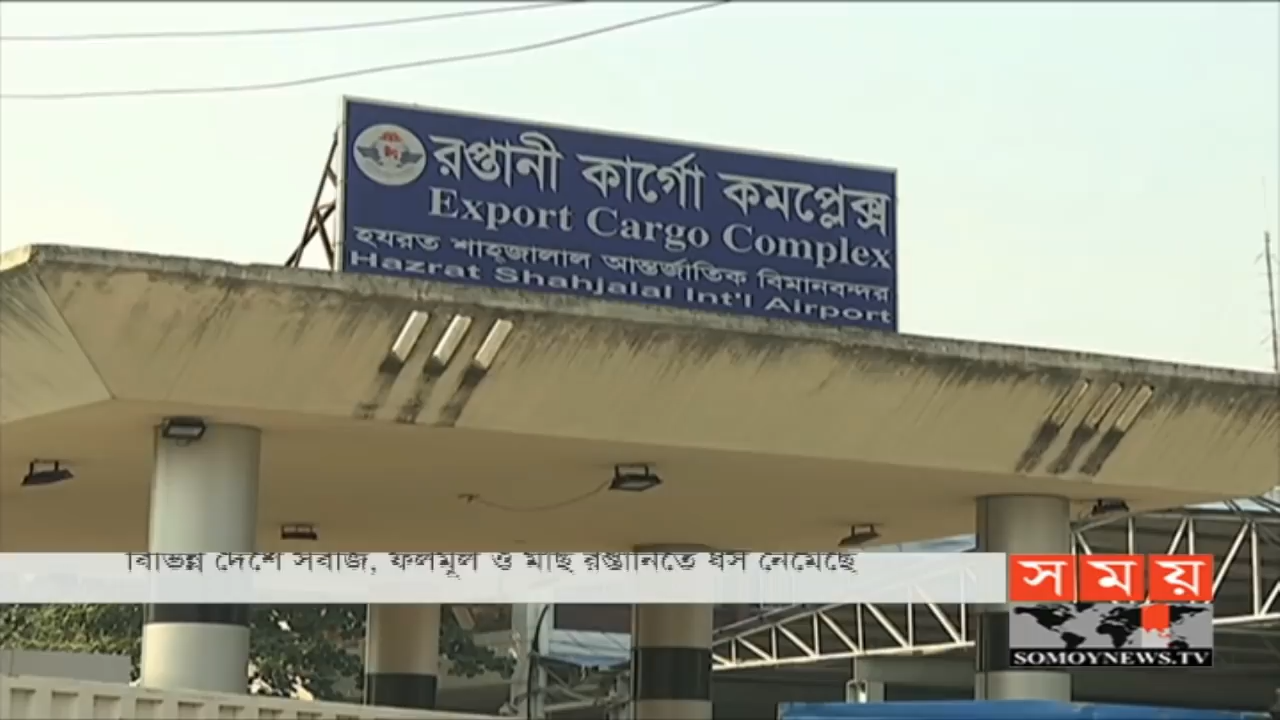 রপ্তানী কার্গো কমপ্লেক্স
Export Cargo Complex
হযরত শাহ্জালাল আন্তর্জাতিক বিমানবন্দর
Hazrat Shahjalal Int'l Airport
বিভিন্ন দেশে সবজি, ফলমূল ও মাছ রপ্তানিতে ধস নেমেছে
সময়
SOMOYNEWS.TV